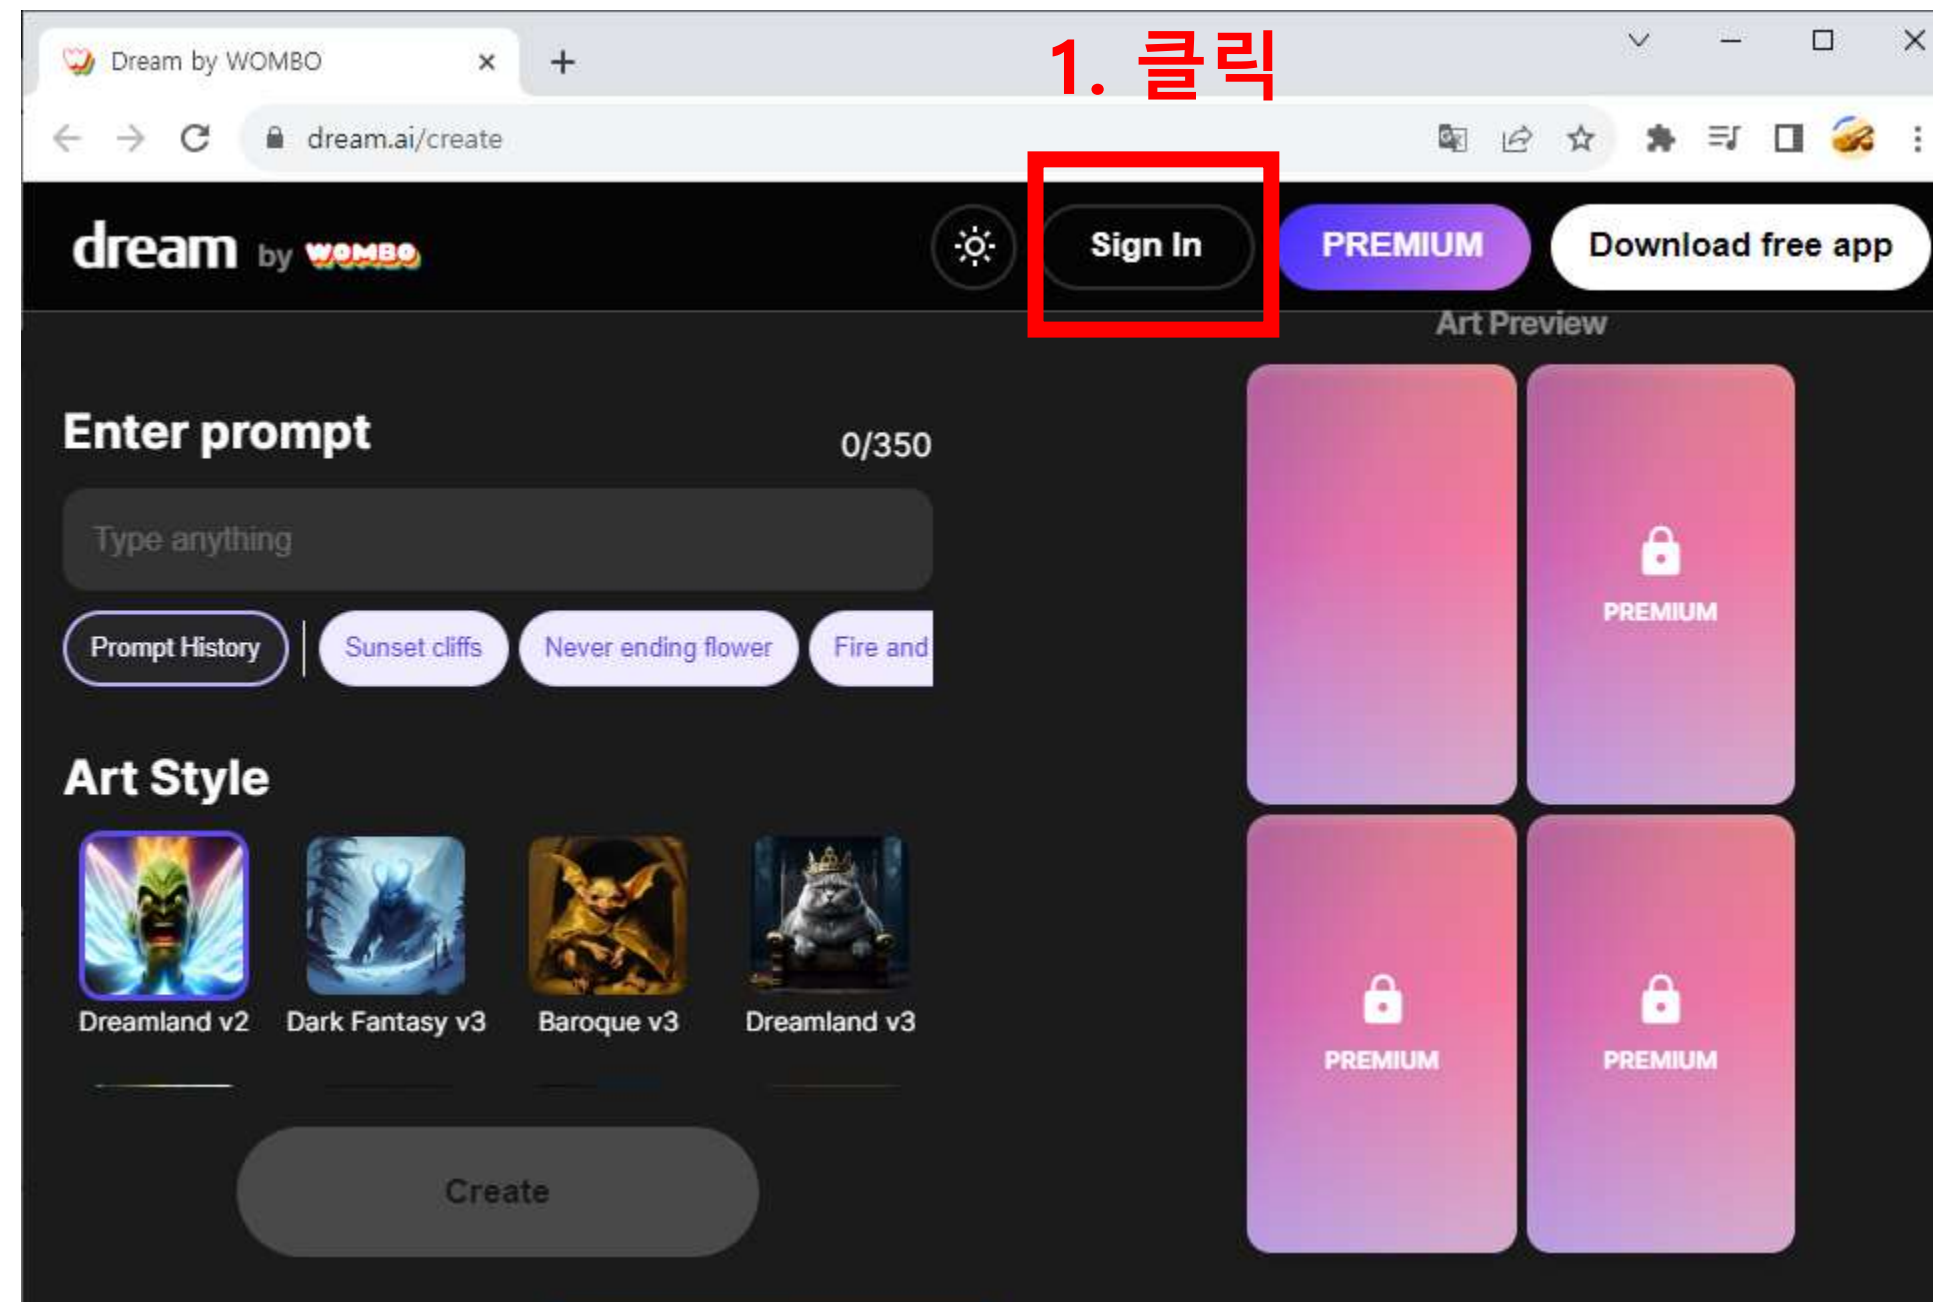 Dream by WOMBO
1. 클릭
dream.ai/create
dream by WOMBO
Sign In
PREMIUM
Download free app
Art Preview
Enter prompt
0/350
Type anything
PREMIUM
Prompt History
Sunset cliffs
Never ending flower
Fire and
Art Style
Dreamland v2
Dark Fantasy v3
Baroque v3
Dreamland v3
PREMIUM
PREMIUM
Create